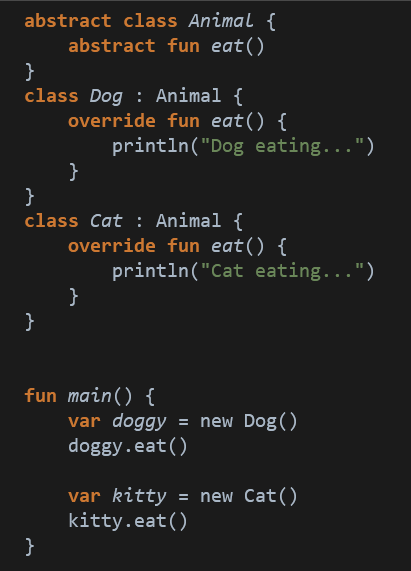 abstract class Animal {
    abstract fun eat()
}
class Dog : Animal {
    override fun eat() {
        println("Dog eating...")
    }
}
class Cat : Animal {
    override fun eat() {
        println("Cat eating...")
    }
}
fun main() {
    var doggy = new Dog()
    doggy.eat()
    var kitty = new Cat()
    kitty.eat()
}